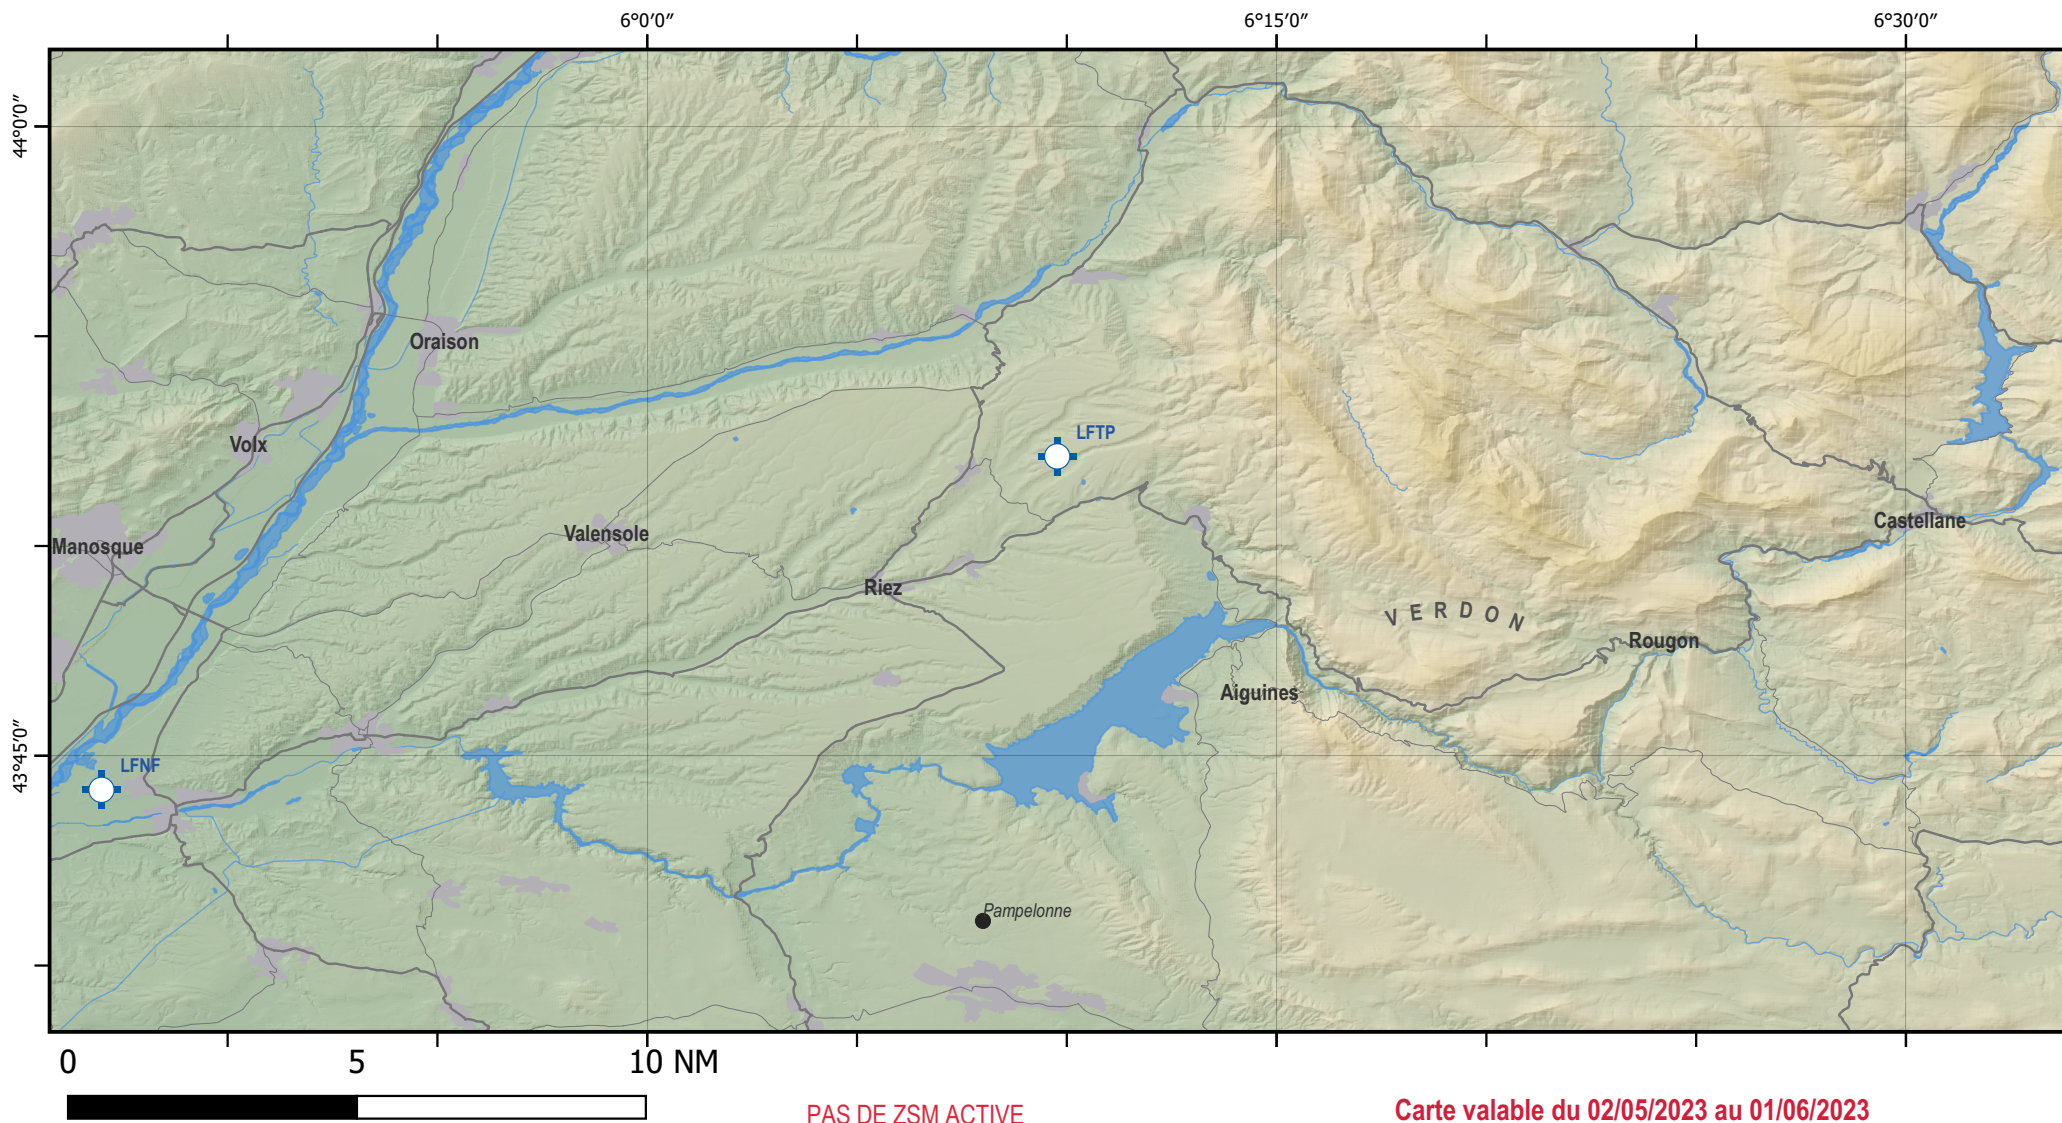 6°0′0″
6°15′0″
6°30′0″
44°0′0″
Oraison
LFTP
Volx
Castellane
Valensole
Manosque
Riez
VERDON
Rougon
Aiguines
43°45′0″
LFNF
Pampelonne
0 5 10 NM
PAS DE ZSM ACTIVE
Carte valable du 02/05/2023 au 01/06/2023